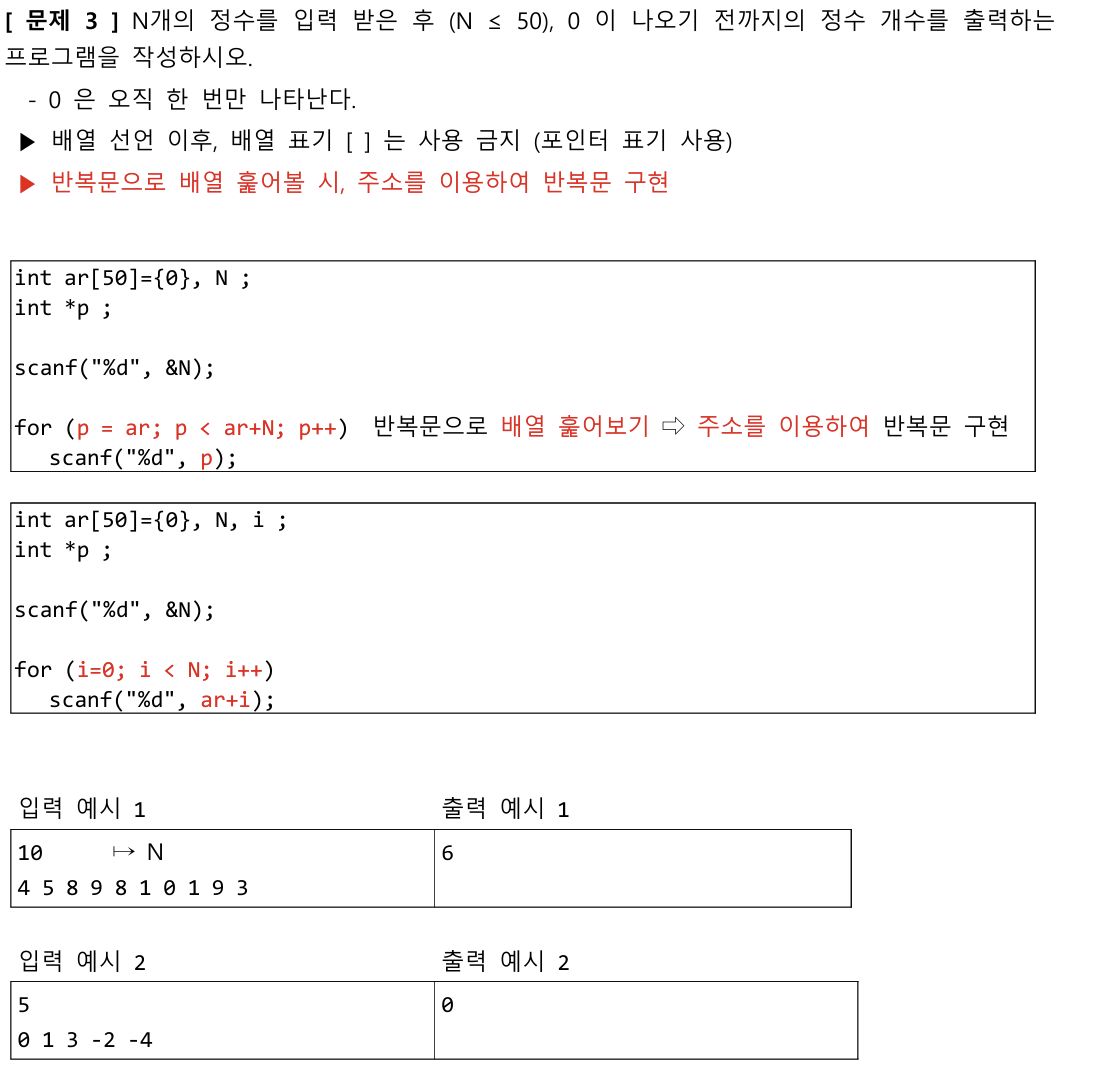 [ 문제 3 ] N개의 정수를 입력 받은 후 (N ≤ 50), 0 이 나오기 전까지의 정수 개수를 출력하는
프로그램을 작성하시오.
- 0 은 오직 한 번만 나타난다.
▶ 배열 선언 이후, 배열 표기 [ ] 는 사용 금지 (포인터 표기 사용)
▶ 반복문으로 배열 훑어볼 시, 주소를 이용하여 반복문 구현
int ar[50]={0}, N ;
int *p ;
scanf("%d", &N);
for (p = ar; p < ar+N; p++) 반복문으로 배열 훑어보기 ⇨ 주소를 이용하여 반복문 구현
scanf("%d", p);
int ar[50]={0}, N, i ;
int *p ;
scanf("%d", &N);
for (i=0; i < N; i++)
scanf("%d", ar+i);
입력 예시 1 출력 예시 1
10 ↦ N 6
4 5 8 9 8 1 0 1 9 3
입력 예시 2 출력 예시 2
5 0
0 1 3 -2 -4